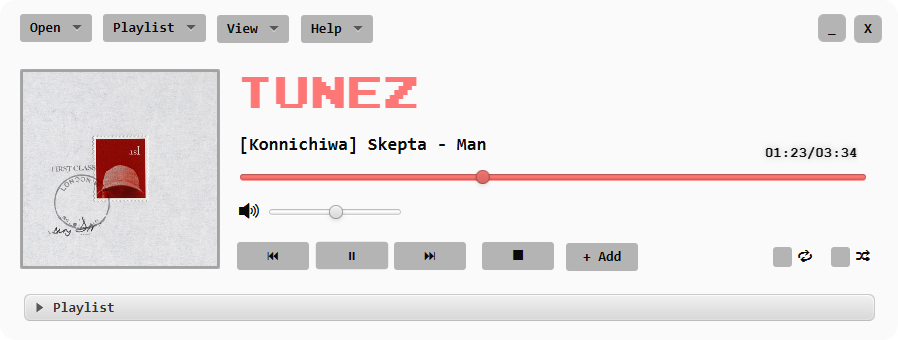 Open
Playlist
View
Help
_
X
TUNEZ
[Konnichiwa] Skepta - Man
01:23/03:34
1st
FIRST CLASS
LONDON
+ Add
Playlist